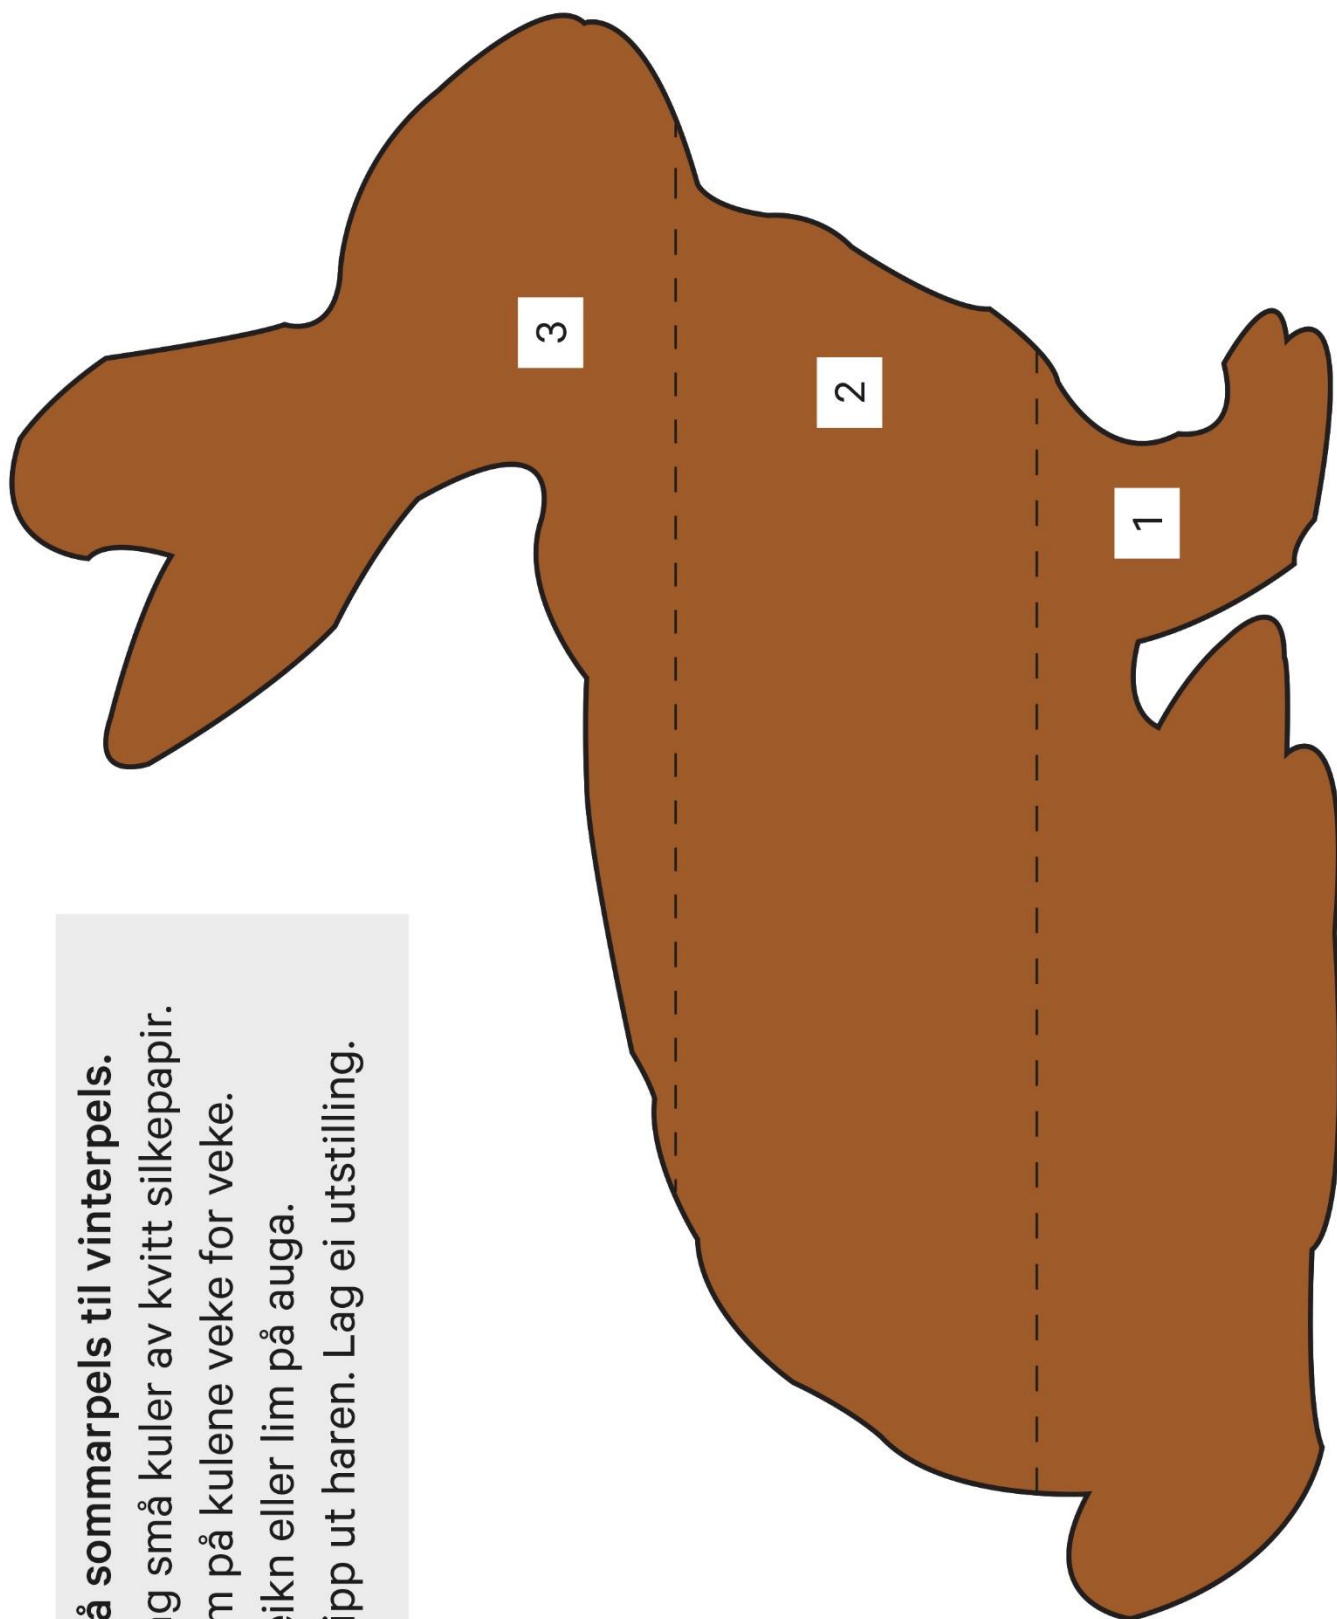 å sommarpels til vinterpels.
g små kuler av kvitt silkepapir.
m på kulene veke for veke.
eikn eller lim på auga.
ipp ut haren. Lag ei utstilling.
3
2
1